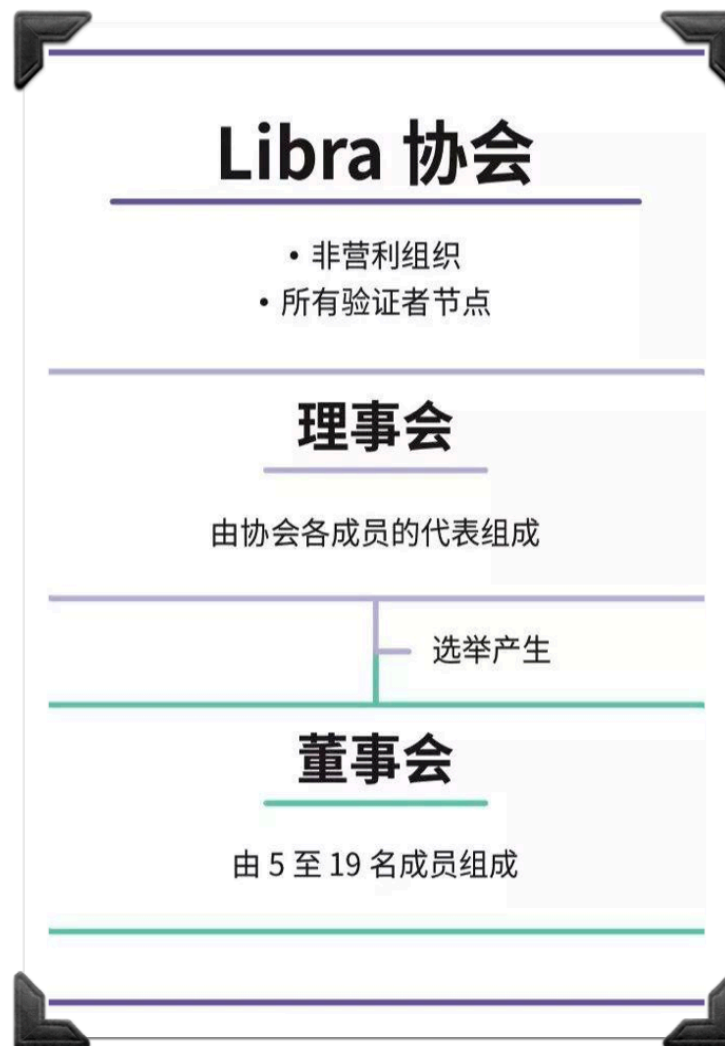 Libra 协会
• 非营利组织
• 所有验证者节点
理事会
由协会各成员的代表组成
选举产生
董事会
由 5 至 19 名成员组成